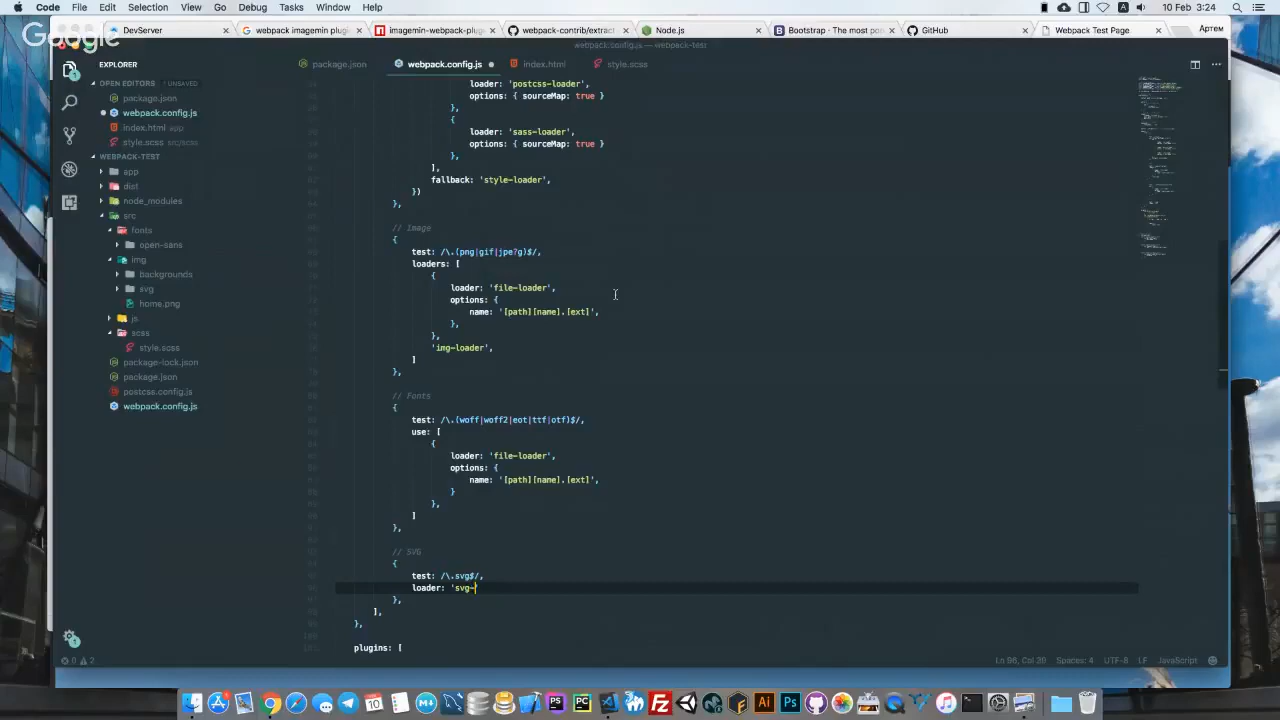 Code File Edit Selection View Go Debug Tasks Window Help
10 Feb 3:24
DevServer
webpack imagemin plugin
imagemin-webpack-plug
webpack-contrib/extract
Node.js
Bootstrap · The most po
GitHub
Webpack Test Page
Артем
Google
webpack.config.js — webpack-test
EXPLORER
package.json
webpack.config.js
index.html
style.scss
OPEN EDITORS 1 UNSAVED
package.json
webpack.config.js
index.html app
style.scss src/scss
WEBPACK-TEST
app
dist
node_modules
src
fonts
open-sans
img
backgrounds
svg
home.png
js
scss
style.scss
package-lock.json
package.json
postcss.config.js
webpack.config.js
loader: 'postcss-loader',
options: { sourceMap: true }
},
{
loader: 'sass-loader',
options: { sourceMap: true }
},
],
fallback: 'style-loader',
})
},
// Image
{
test: /\.(png|gif|jpe?g)$/,
loaders: [
{
loader: 'file-loader',
options: {
name: '[path][name].[ext]',
},
},
'img-loader',
]
},
// Fonts
{
test: /\.(woff|woff2|eot|ttf|otf)$/,
use: [
{
loader: 'file-loader',
options: {
name: '[path][name].[ext]',
}
},
]
},
// SVG
{
test: /\.svg$/,
loader: 'svg-'
},
],
},
plugins: [
0 2
Ln 96, Col 30 Spaces: 4 UTF-8 LF JavaScript